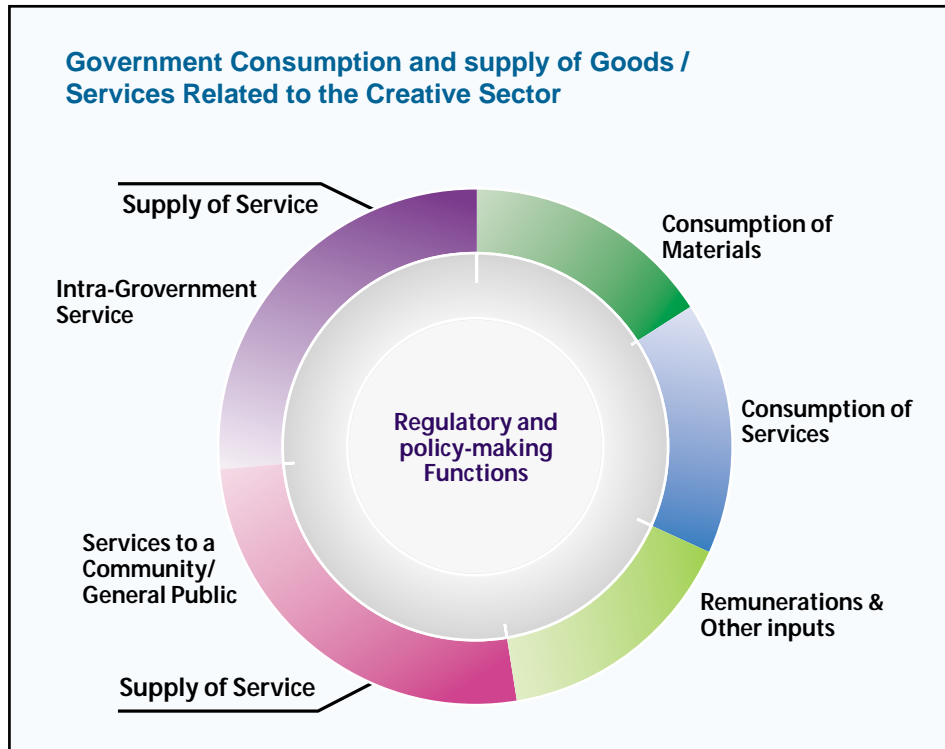 Government Consumption and supply of Goods /
Services Related to the Creative Sector
Supply of Service
Intra-Grovernment
Service
Consumption of
Materials
Consumption of
Services
Regulatory and
policy-making
Functions
Services to a
Community/
General Public
Remunerations &
Other inputs
Supply of Service